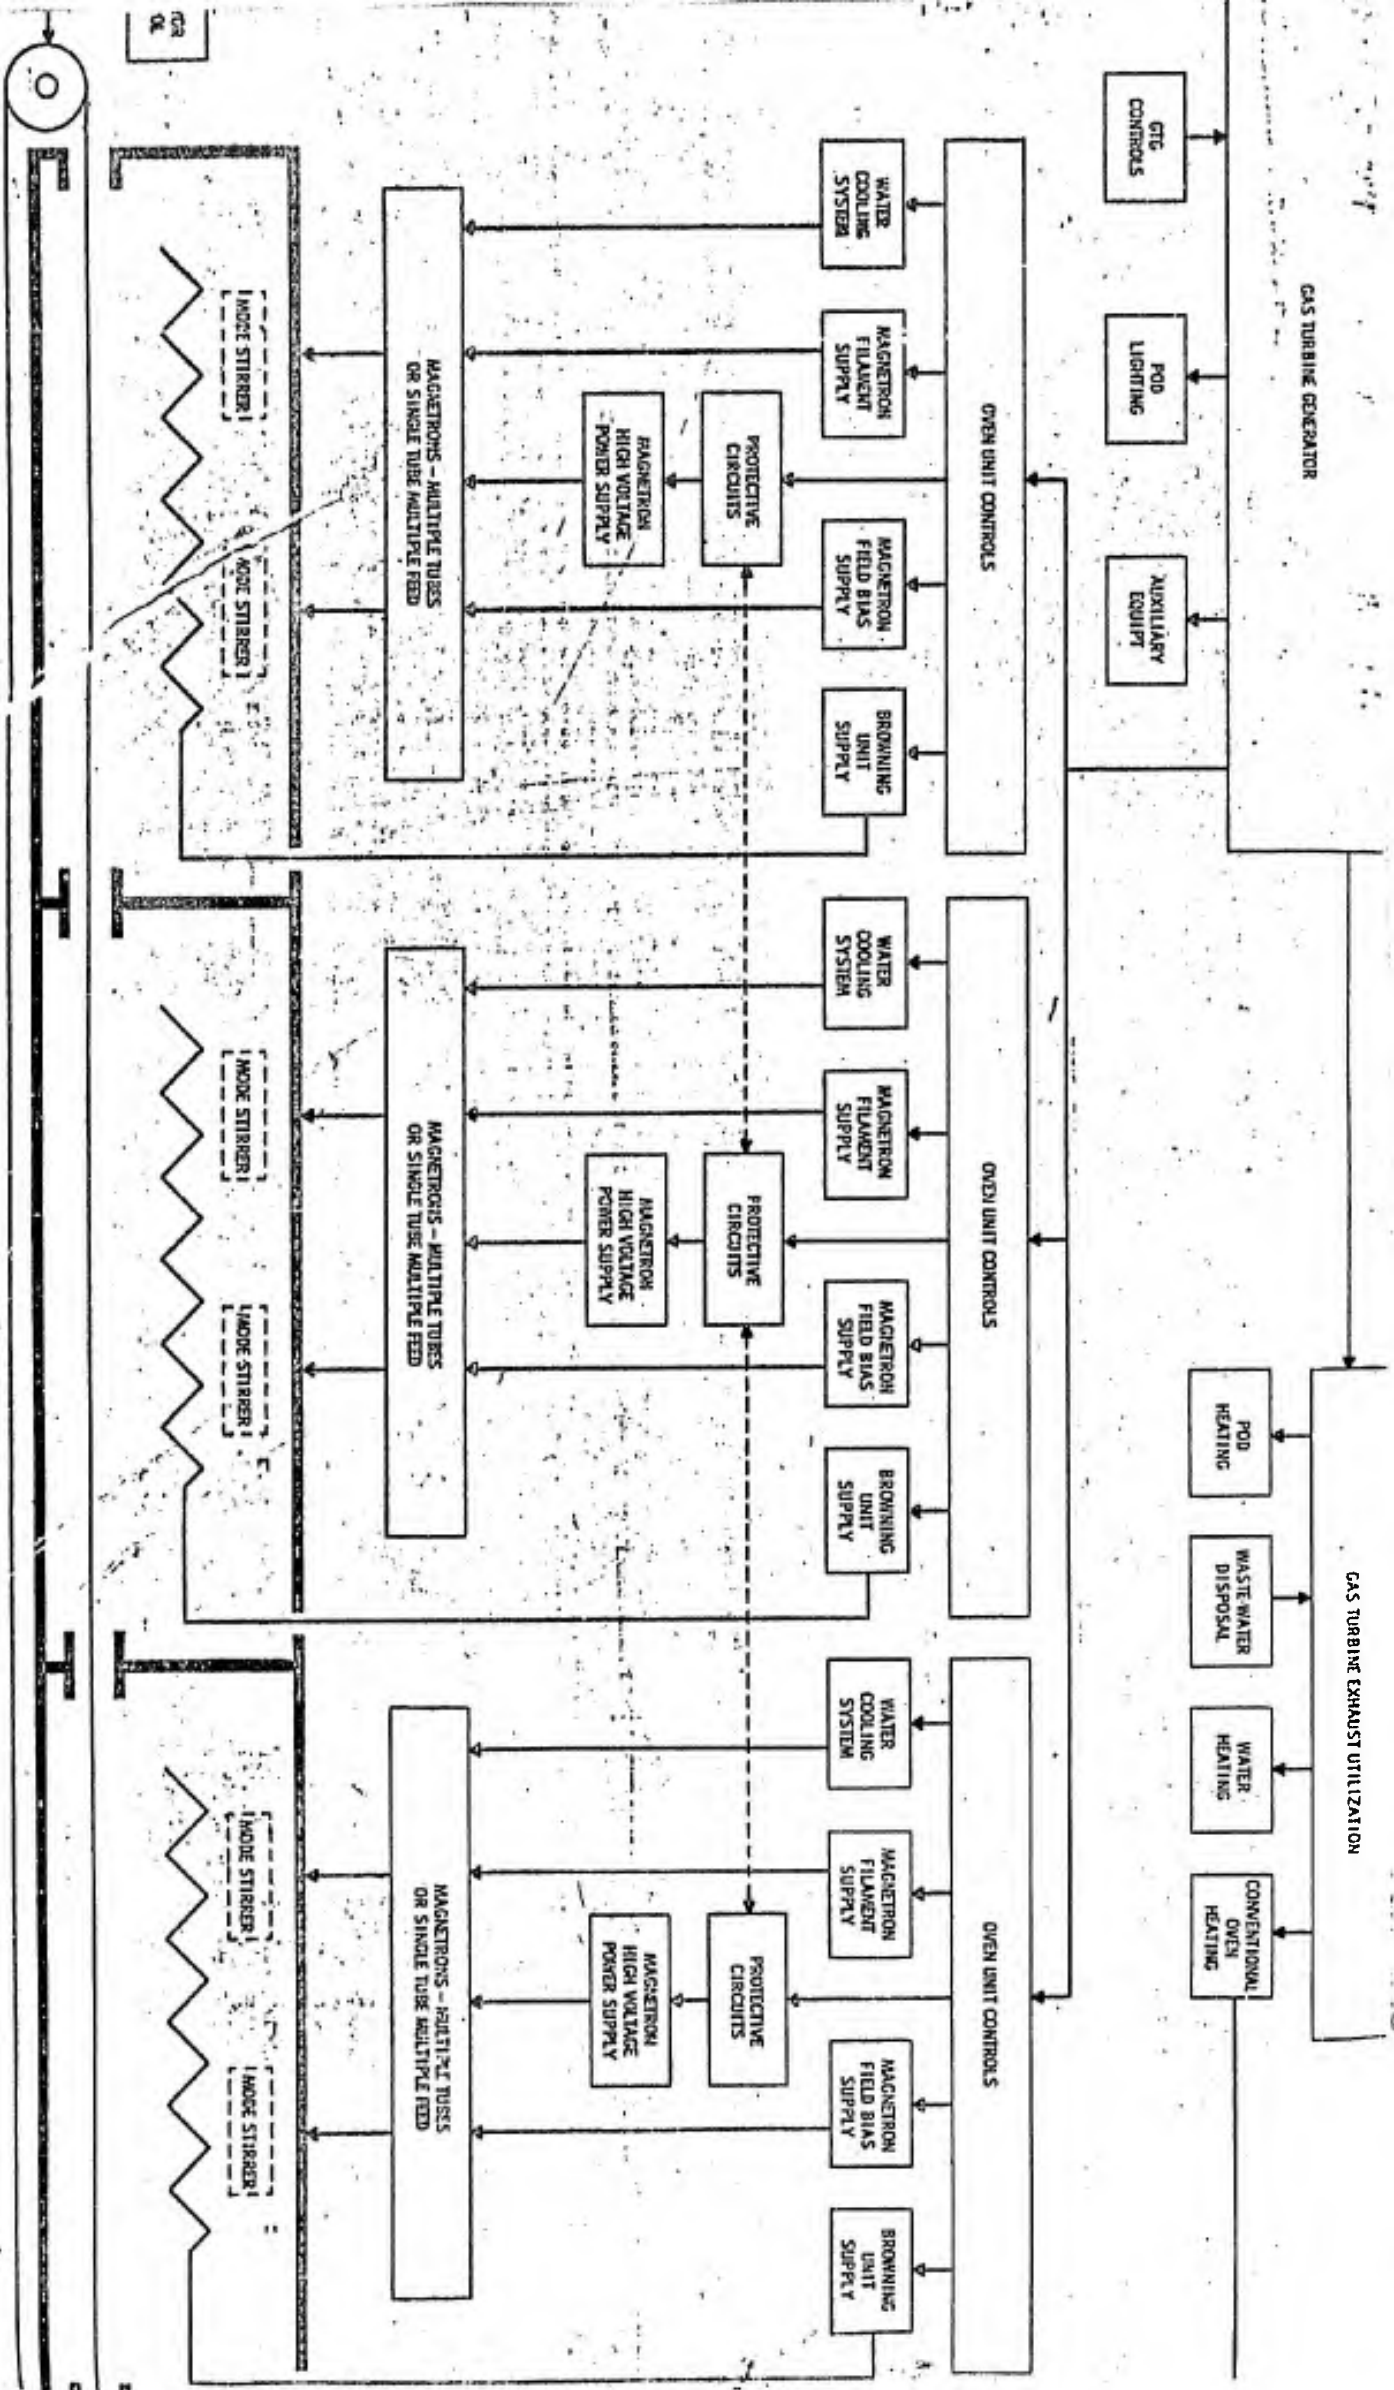 GAS TURBINE GENERATOR
GAS TURBINE EXHAUST UTILIZATION
GTG
CONTROLS
POD
LIGHTING
AUXILIARY
EQUIPT
POD
HEATING
WASTE WATER
DISPOSAL
WATER
HEATING
CONVENTIONAL
OVEN
HEATING
OVEN UNIT CONTROLS
OVEN UNIT CONTROLS
OVEN UNIT CONTROLS
WATER
COOLING
SYSTEM
MAGNETRON
FILAMENT
SUPPLY
MAGNETRON
FIELD BIAS
SUPPLY
BROWNING
UNIT
SUPPLY
WATER
COOLING
SYSTEM
MAGNETRON
FILAMENT
SUPPLY
MAGNETRON
FIELD BIAS
SUPPLY
BROWNING
UNIT
SUPPLY
WATER
COOLING
SYSTEM
MAGNETRON
FILAMENT
SUPPLY
MAGNETRON
FIELD BIAS
SUPPLY
BROWNING
UNIT
SUPPLY
PROTECTIVE
CIRCUITS
PROTECTIVE
CIRCUITS
PROTECTIVE
CIRCUITS
MAGNETRON
HIGH VOLTAGE
POWER SUPPLY
MAGNETRON
HIGH VOLTAGE
POWER SUPPLY
MAGNETRON
HIGH VOLTAGE
POWER SUPPLY
MAGNETRONS - MULTIPLE TUBES
OR SINGLE TUBE MULTIPLE FEED
MAGNETRONS - MULTIPLE TUBES
OR SINGLE TUBE MULTIPLE FEED
MAGNETRONS - MULTIPLE TUBES
OR SINGLE TUBE MULTIPLE FEED
MODE STIRRER
MODE STIRRER
MODE STIRRER
MODE STIRRER
MODE STIRRER
MODE STIRRER